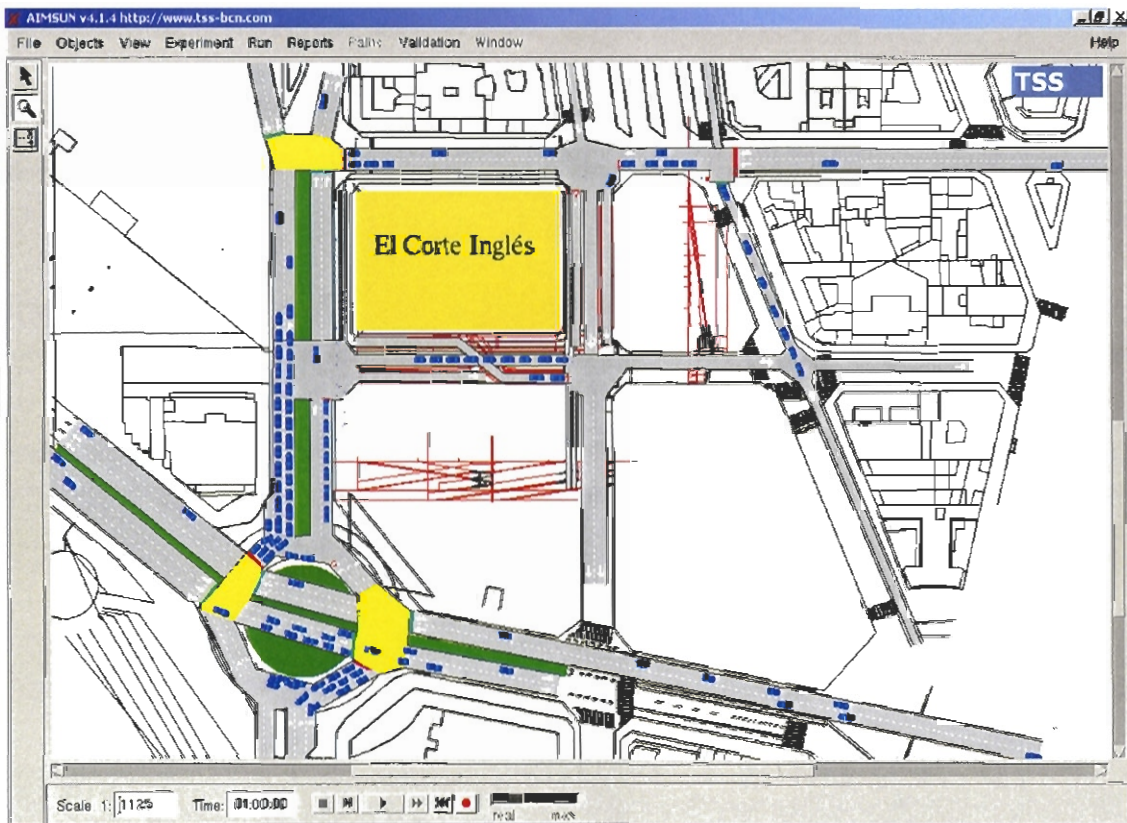 AIMSUN v4.1.4 http://www.tss-bcn.com
File Objects View Experiment Run Reports Paths Validation Window Help
TSS
El Corte Inglés
Scale 1: 1125 Time: 01:00:00
real max